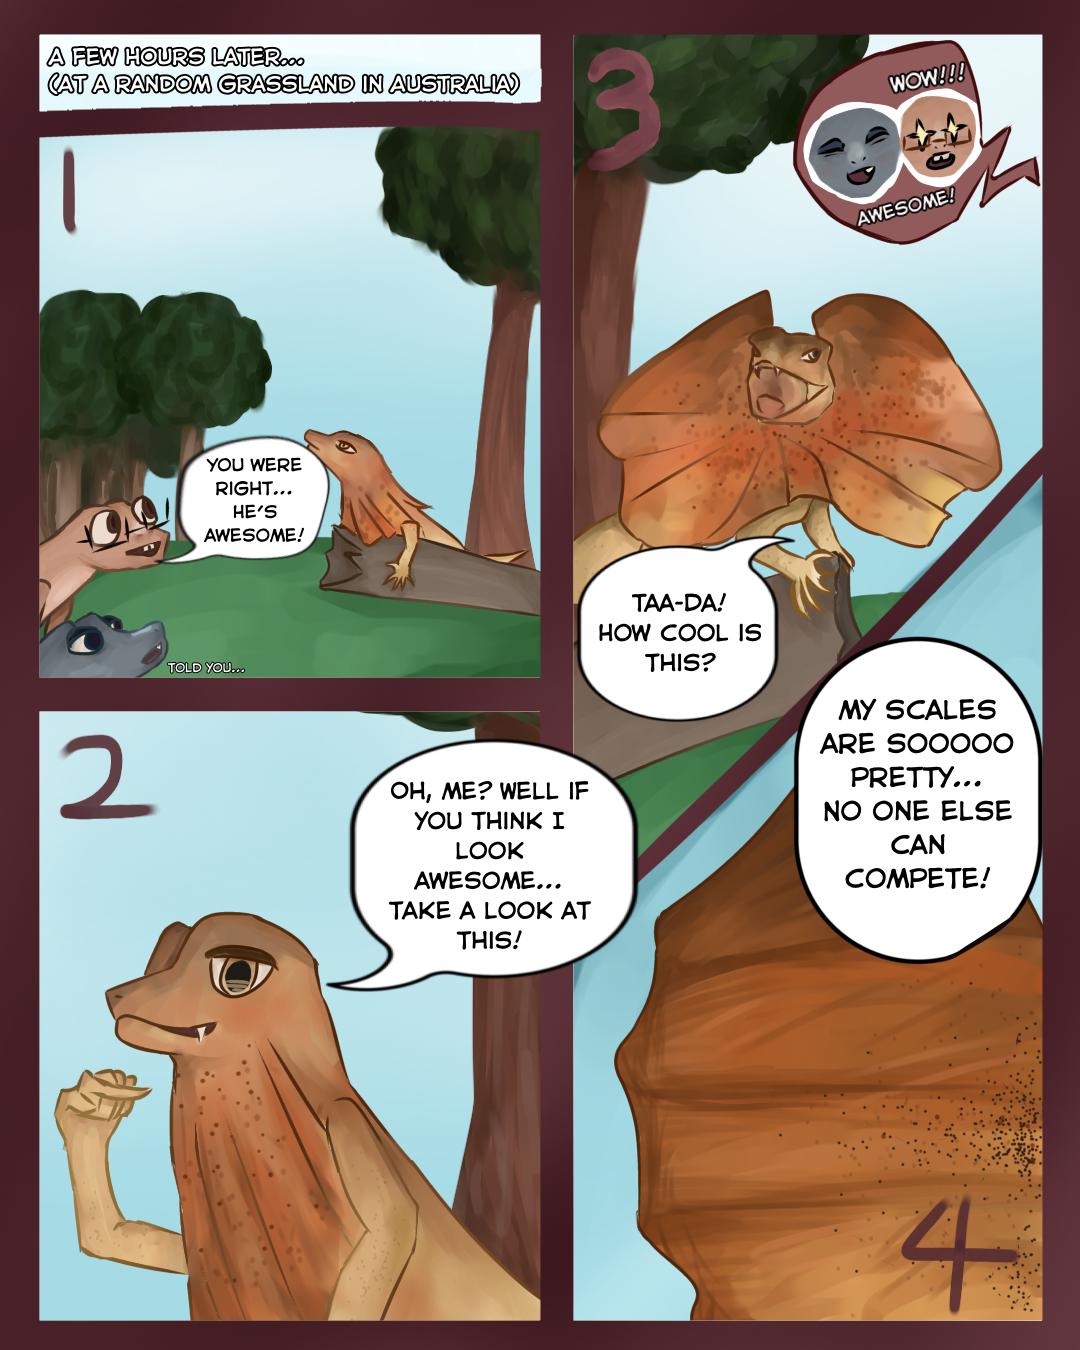 A FEW HOURS LATER...
(AT A RANDOM GRASSLAND IN AUSTRALIA)
1
YOU WERE
RIGHT...
HE'S
AWESOME!
TOLD YOU...
2
OH, ME? WELL IF
YOU THINK I
LOOK
AWESOME...
TAKE A LOOK AT
THIS!
3
WOW!!!
AWESOME!
TAA-DA!
HOW COOL IS
THIS?
MY SCALES
ARE SOOOOO
PRETTY...
NO ONE ELSE
CAN
COMPETE!
4